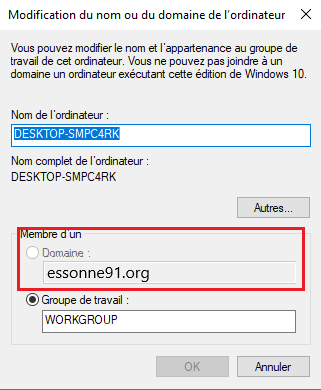 Modification du nom ou du domaine de l'ordinateur
Vous pouvez modifier le nom et l'appartenance au groupe de
travail de cet ordinateur. Vous ne pouvez pas joindre à un
domaine un ordinateur exécutant cette édition de Windows 10.
Nom de l'ordinateur :
DESKTOP-SMPC4RK
Nom complet de l'ordinateur :
DESKTOP-SMPC4RK
Autres...
Membre d'un
Domaine :
essonne91.org
Groupe de travail :
WORKGROUP
OK
Annuler